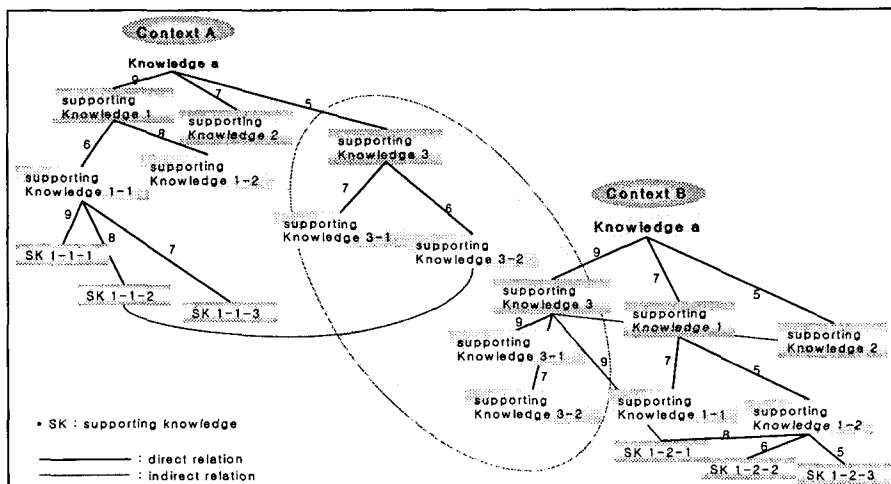 Context A
Knowledge a
9
7
5
supporting
Knowledge 1
supporting
Knowledge 2
supporting
Knowledge 3
6
8
supporting
Knowledge 1-1
supporting
Knowledge 1-2
7
6
supporting
Knowledge 3-1
supporting
Knowledge 3-2
9
8
7
SK 1-1-1
SK 1-1-2
SK 1-1-3
Context B
Knowledge a
9
7
5
supporting
Knowledge 3
supporting
Knowledge 1
supporting
Knowledge 2
9
7
9
supporting
Knowledge 3-1
supporting
Knowledge 3-2
7
5
supporting
Knowledge 1-1
supporting
Knowledge 1-2
8
6
5
SK 1-2-1
SK 1-2-2
SK 1-2-3
* SK : supporting knowledge
: direct relation
: indirect relation